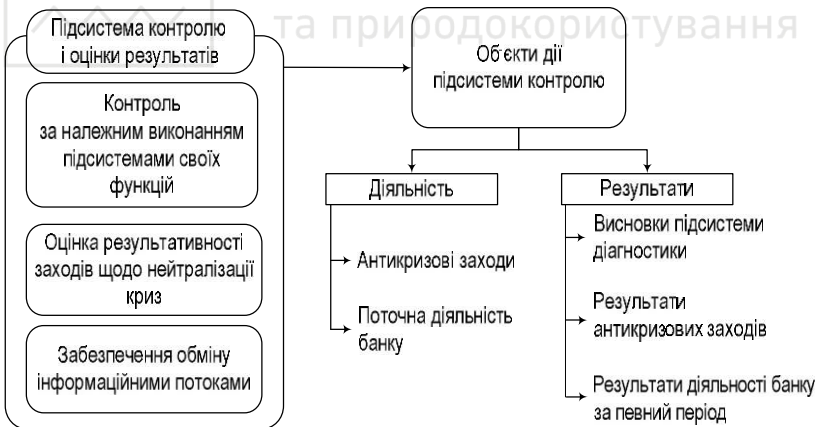 та природокористування
Підсистема контролю
і оцінки результатів
Контроль
за належним виконанням
підсистемами своїх
функцій
Оцінка результативності
заходів щодо нейтралізації
криз
Забезпечення обміну
інформаційними потоками
Об'єкти дії
підсистеми контролю
Діяльність
Антикризові заходи
Поточна діяльність
банку
Результати
Висновки підсистеми
діагностики
Результати
антикризових заходів
Результати діяльності банку
за певний період